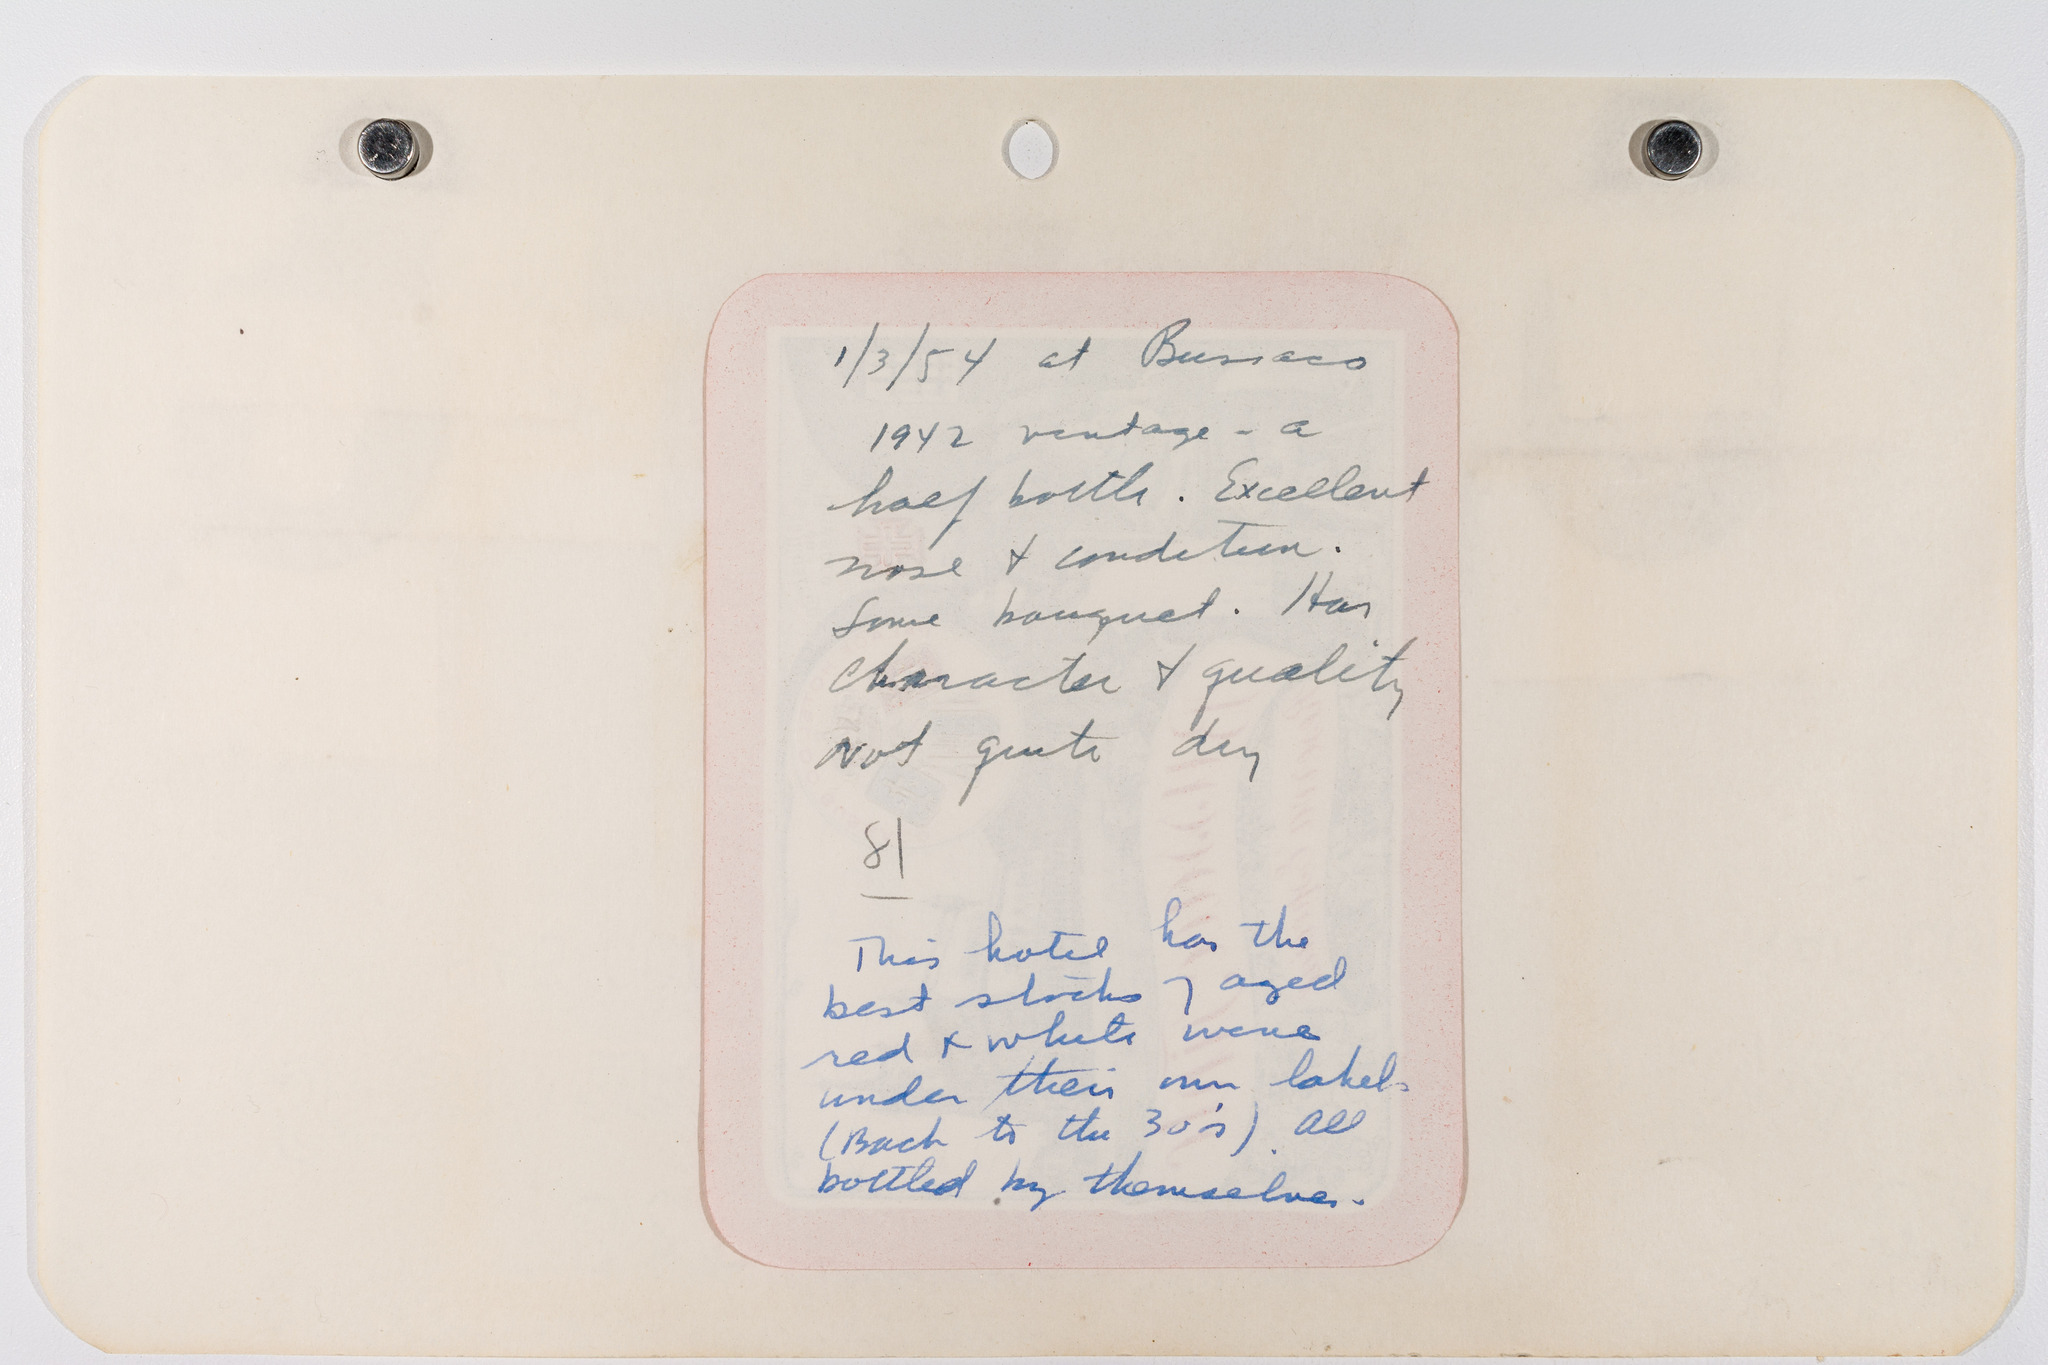 1/3/54 at Bussaco
1942 vintage - a
half bottle. Excellent
nose & condition.
Some bouquet. Has
character & quality
Not quite dry
81
This hotel has the
best stocks of aged
red & white wine
under their own labels
(Back to the 30's). All
bottled by themselves.